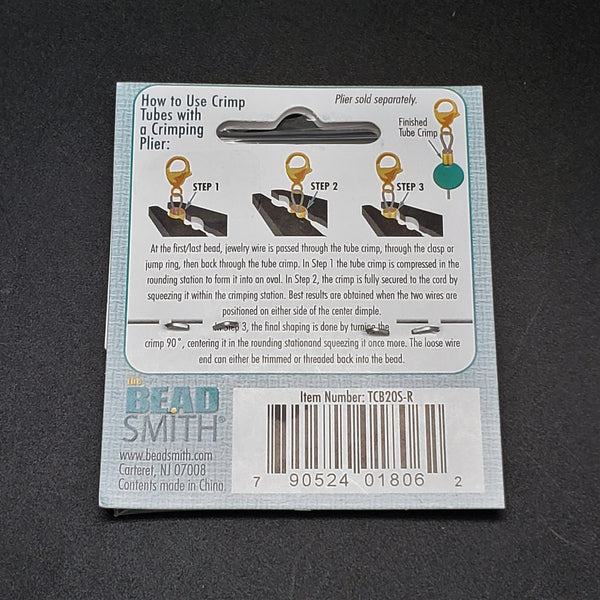 How to Use Crimp
Tubes with
a Crimping
Plier:
Plier sold separately.
Finished
Tube Crimp
STEP 1
STEP 2
STEP 3
At the first/last bead, jewelry wire is passed through the tube crimp, through the clasp or
jump ring, then back through the tube crimp. In Step 1 the tube crimp is compressed in the
rounding station to form it into an oval. In Step 2, the crimp is fully secured to the cord by
squeezing it within the crimping station. Best results are obtained when the two wires are
positioned on either side of the center dimple.
In Step 3, the final shaping is done by turning the
crimp 90°, centering it in the rounding stationand squeezing it once more. The loose wire
end can either be trimmed or threaded back into the bead.
THE
BEAD
SMITH®
www.beadsmith.com
Carteret, NJ 07008
Contents made in China.
Item Number: TCB20S-R
7 90524 01806 2